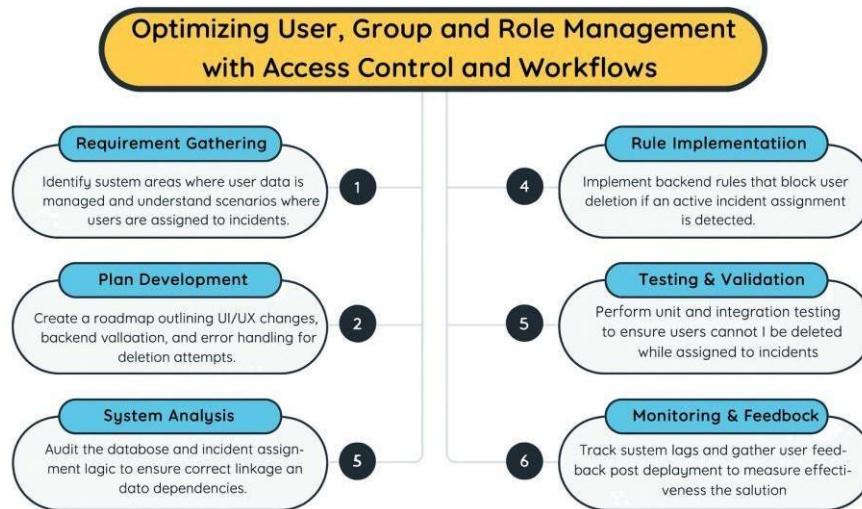 Optimizing User, Group and Role Management
with Access Control and Workflows
Requirement Gathering
1
Identify system areas where user data is
managed and understand scenarios where
users are assigned to incidents.
Plan Development
2
Create a roadmap outlining UI/UX changes,
backend valloation, and error handling for
deletion attempts.
System Analysis
5
Audit the databose and incident assign-
ment logic to ensure correct linkage an
dato dependencies.
Rule Implementatiion
4
Implement backend rules that block user
deletion if an active incident assignment
is detected.
Testing & Validation
5
Perform unit and integration testing
to ensure users cannot I be deleted
while assigned to incidents
Monitoring & Feedbock
6
Track sustem lags and gather user feed-
back post deplayment to measure effecti-
veness the salution